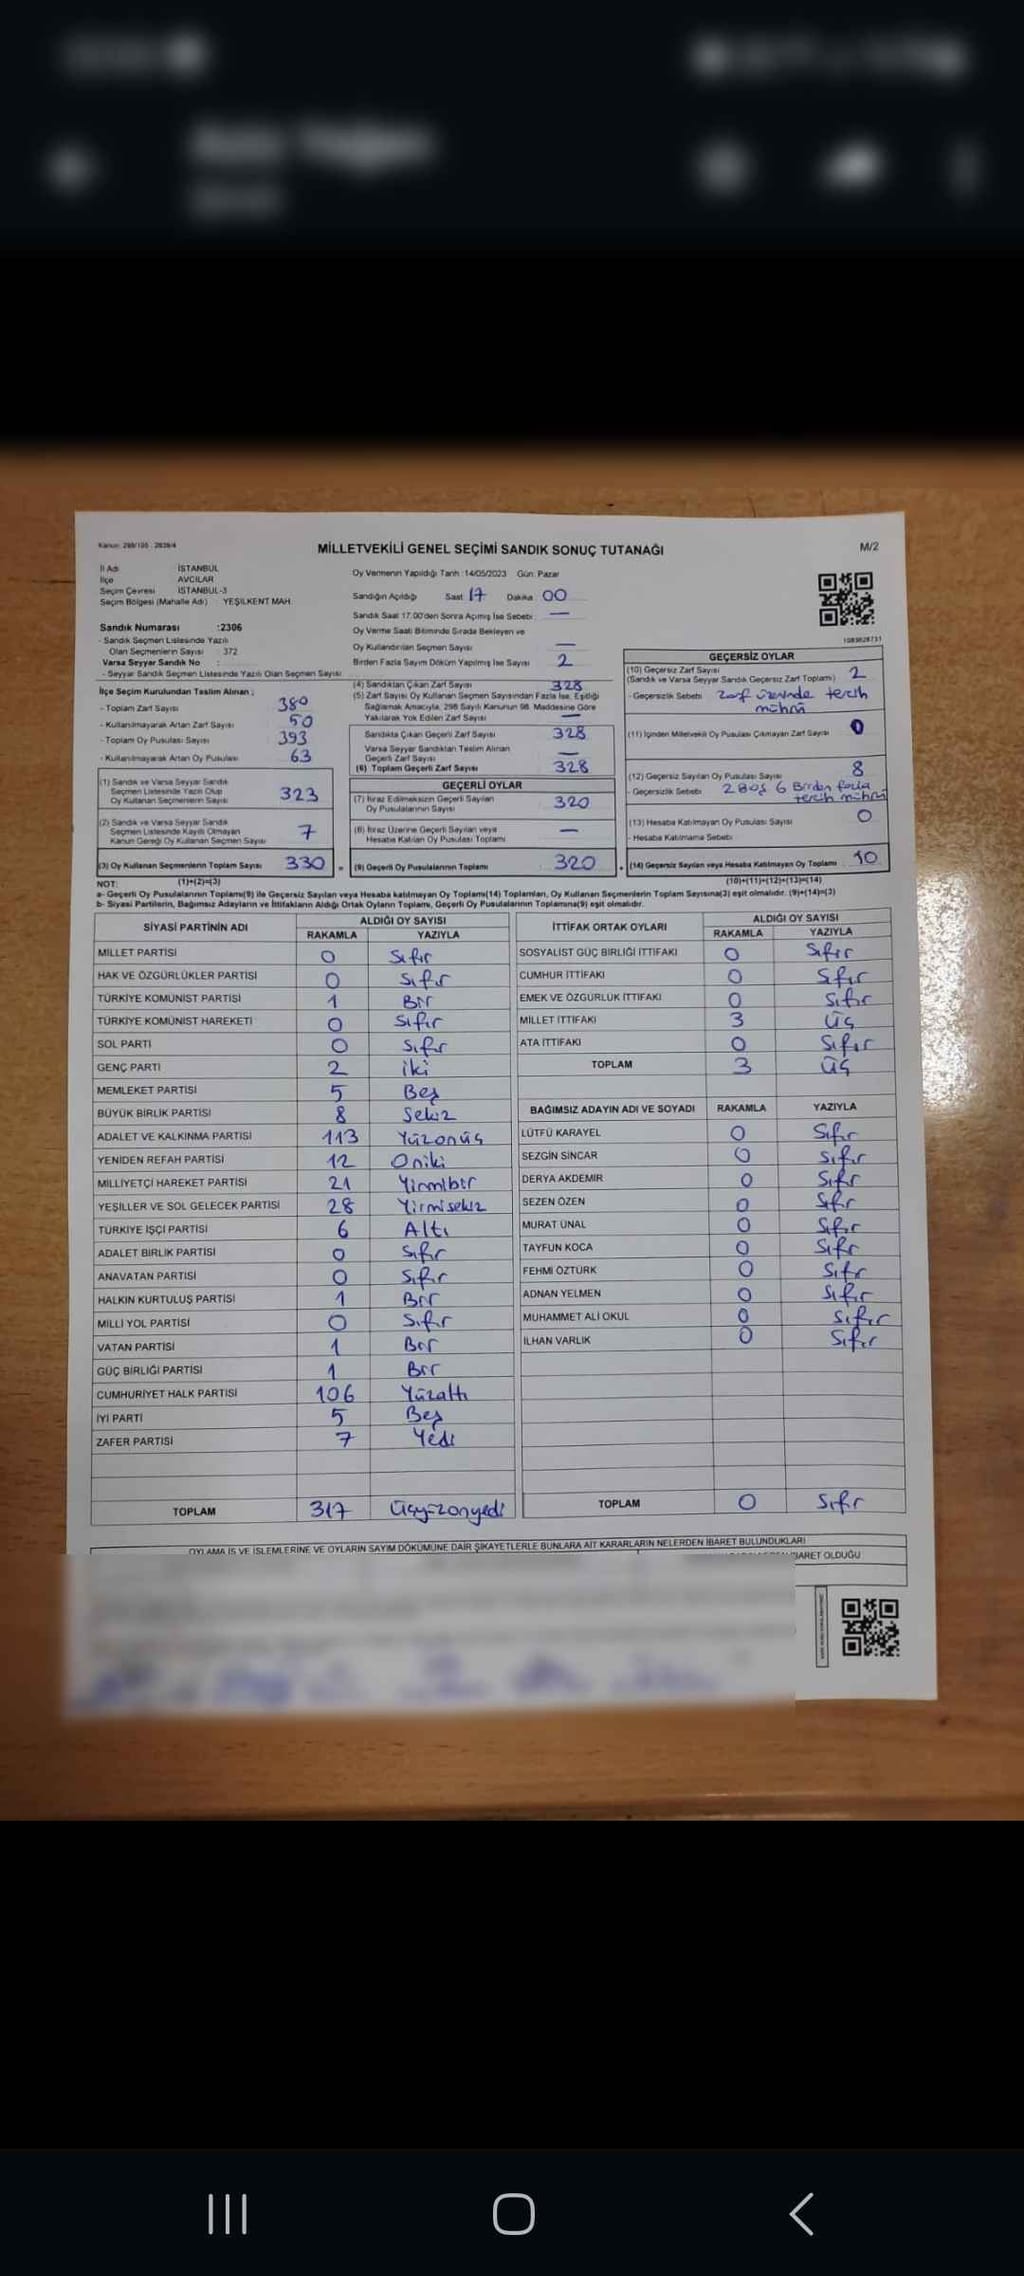 Kanun: 298/105 : 2839/4
MİLLETVEKİLİ GENEL SEÇİMİ SANDIK SONUÇ TUTANAĞI
M/2
İl Adı : İSTANBUL
İlçe : AVCILAR
Seçim Çevresi : İSTANBUL-3
Seçim Bölgesi (Mahalle Adı) : YEŞİLKENT MAH.
Sandık Numarası :2306
- Sandık Seçmen Listesinde Yazılı
Olan Seçmenlerin Sayısı : 372
Varsa Seyyar Sandık No :
- Seyyar Sandık Seçmen Listesinde Yazılı Olan Seçmen Sayısı
İlçe Seçim Kurulundan Teslim Alınan ;
- Toplam Zarf Sayısı 380
- Kullanılmayarak Artan Zarf Sayısı 50
- Toplam Oy Pusulası Sayısı 393
- Kullanılmayarak Artan Oy Pusulası 63
Oy Vermenin Yapıldığı Tarih :14/05/2023 Gün: Pazar
Sandığın Açıldığı Saat 17 Dakika 00
Sandık Saat 17.00'den Sonra Açılmış İse Sebebi : —
Oy Verme Saati Bitiminde Sırada Bekleyen ve
Oy Kullandırılan Seçmen Sayısı —
Birden Fazla Sayım Döküm Yapılmış İse Sayısı 2
(4) Sandıktan Çıkan Zarf Sayısı 328
(5) Zarf Sayısı Oy Kullanan Seçmen Sayısından Fazla İse, Eşitliği
Sağlamak Amacıyla, 298 Sayılı Kanunun 98. Maddesine Göre
Yakılarak Yok Edilen Zarf Sayısı —
Sandıkta Çıkan Geçerli Zarf Sayısı 328
Varsa Seyyar Sandıktan Teslim Alınan
Geçerli Zarf Sayısı —
(6) Toplam Geçerli Zarf Sayısı 328
1083828731
GEÇERSİZ OYLAR
(10) Geçersiz Zarf Sayısı
(Sandık ve Varsa Seyyar Sandık Geçersiz Zarf Toplamı) 2
- Geçersizlik Sebebi zarf üzerinde tercih
mührü
(11) İçinden Milletvekili Oy Pusulası Çıkmayan Zarf Sayısı 0
(12) Geçersiz Sayılan Oy Pusulası Sayısı 8
- Geçersizlik Sebebi 2 Boş 6 Birden fazla
tercih mührü
(13) Hesaba Katılmayan Oy Pusulası Sayısı 0
- Hesaba Katılmama Sebebi
(1) Sandık ve Varsa Seyyar Sandık
Seçmen Listesinde Yazılı Olup
Oy Kullanan Seçmenlerin Sayısı 323
(2) Sandık ve Varsa Seyyar Sandık
Seçmen Listesinde Kayıtlı Olmayan
Kanun Gereği Oy Kullanan Seçmen Sayısı 7
GEÇERLİ OYLAR
(7) İtiraz Edilmeksizin Geçerli Sayılan
Oy Pusulalarının Sayısı 320
(8) İtiraz Üzerine Geçerli Sayılan veya
Hesaba Katılan Oy Pusulası Toplamı —
(3) Oy Kullanan Seçmenlerin Toplam Sayısı 330 = (9) Geçerli Oy Pusulalarının Toplamı 320 + (14) Geçersiz Sayılan veya Hesaba Katılmayan Oy Toplamı 10
NOT: (1)+(2)=(3) (10)+(11)+(12)+(13)=(14)
a- Geçerli Oy Pusulalarının Toplamı(9) ile Geçersiz Sayılan veya Hesaba katılmayan Oy Toplamı(14) Toplamları, Oy Kullanan Seçmenlerin Toplam Sayısına(3) eşit olmalıdır. (9)+(14)=(3)
b- Siyasi Partilerin, Bağımsız Adayların ve İttifakların Aldığı Ortak Oyların Toplamı, Geçerli Oy Pusulalarının Toplamına(9) eşit olmalıdır.
SİYASİ PARTİNİN ADI ALDIĞI OY SAYISI
RAKAMLA YAZIYLA
MİLLET PARTİSİ 0 Sıfır
HAK VE ÖZGÜRLÜKLER PARTİSİ 0 Sıfır
TÜRKİYE KOMÜNİST PARTİSİ 1 Bir
TÜRKİYE KOMÜNİST HAREKETİ 0 Sıfır
SOL PARTİ 0 Sıfır
GENÇ PARTİ 2 iki
MEMLEKET PARTİSİ 5 Beş
BÜYÜK BİRLİK PARTİSİ 8 Sekiz
ADALET VE KALKINMA PARTİSİ 113 Yüzonüç
YENİDEN REFAH PARTİSİ 12 Oniki
MİLLİYETÇİ HAREKET PARTİSİ 21 Yirmibir
YEŞİLLER VE SOL GELECEK PARTİSİ 28 Yirmisekiz
TÜRKİYE İŞÇİ PARTİSİ 6 Altı
ADALET BİRLİK PARTİSİ 0 Sıfır
ANAVATAN PARTİSİ 0 Sıfır
HALKIN KURTULUŞ PARTİSİ 1 Bir
MİLLİ YOL PARTİSİ 0 Sıfır
VATAN PARTİSİ 1 Bir
GÜÇ BİRLİĞİ PARTİSİ 1 Bir
CUMHURİYET HALK PARTİSİ 106 Yüzaltı
İYİ PARTİ 5 Beş
ZAFER PARTİSİ 7 Yedi
TOPLAM 317 Üçyüzonyedi
İTTİFAK ORTAK OYLARI ALDIĞI OY SAYISI
RAKAMLA YAZIYLA
SOSYALİST GÜÇ BİRLİĞİ İTTİFAKI 0 Sıfır
CUMHUR İTTİFAKI 0 Sıfır
EMEK VE ÖZGÜRLÜK İTTİFAKI 0 Sıfır
MİLLET İTTİFAKI 3 Üç
ATA İTTİFAKI 0 Sıfır
TOPLAM 3 Üç
BAĞIMSIZ ADAYIN ADI VE SOYADI RAKAMLA YAZIYLA
LÜTFÜ KARAYEL 0 Sıfır
SEZGİN SİNCAR 0 Sıfır
DERYA AKDEMİR 0 Sıfır
SEZEN ÖZEN 0 Sıfır
MURAT ÜNAL 0 Sıfır
TAYFUN KOCA 0 Sıfır
FEHMİ ÖZTÜRK 0 Sıfır
ADNAN YELMEN 0 Sıfır
MUHAMMET ALİ OKUL 0 Sıfır
İLHAN VARLIK 0 Sıfır
TOPLAM 0 Sıfır
OYLAMA İŞ VE İŞLEMLERİNE VE OYLARIN SAYIM DÖKÜMÜNE DAİR ŞİKAYETLERLE BUNLARA AİT KARARLARIN NELERDEN İBARET BULUNDUKLARI
İBARET OLDUĞU